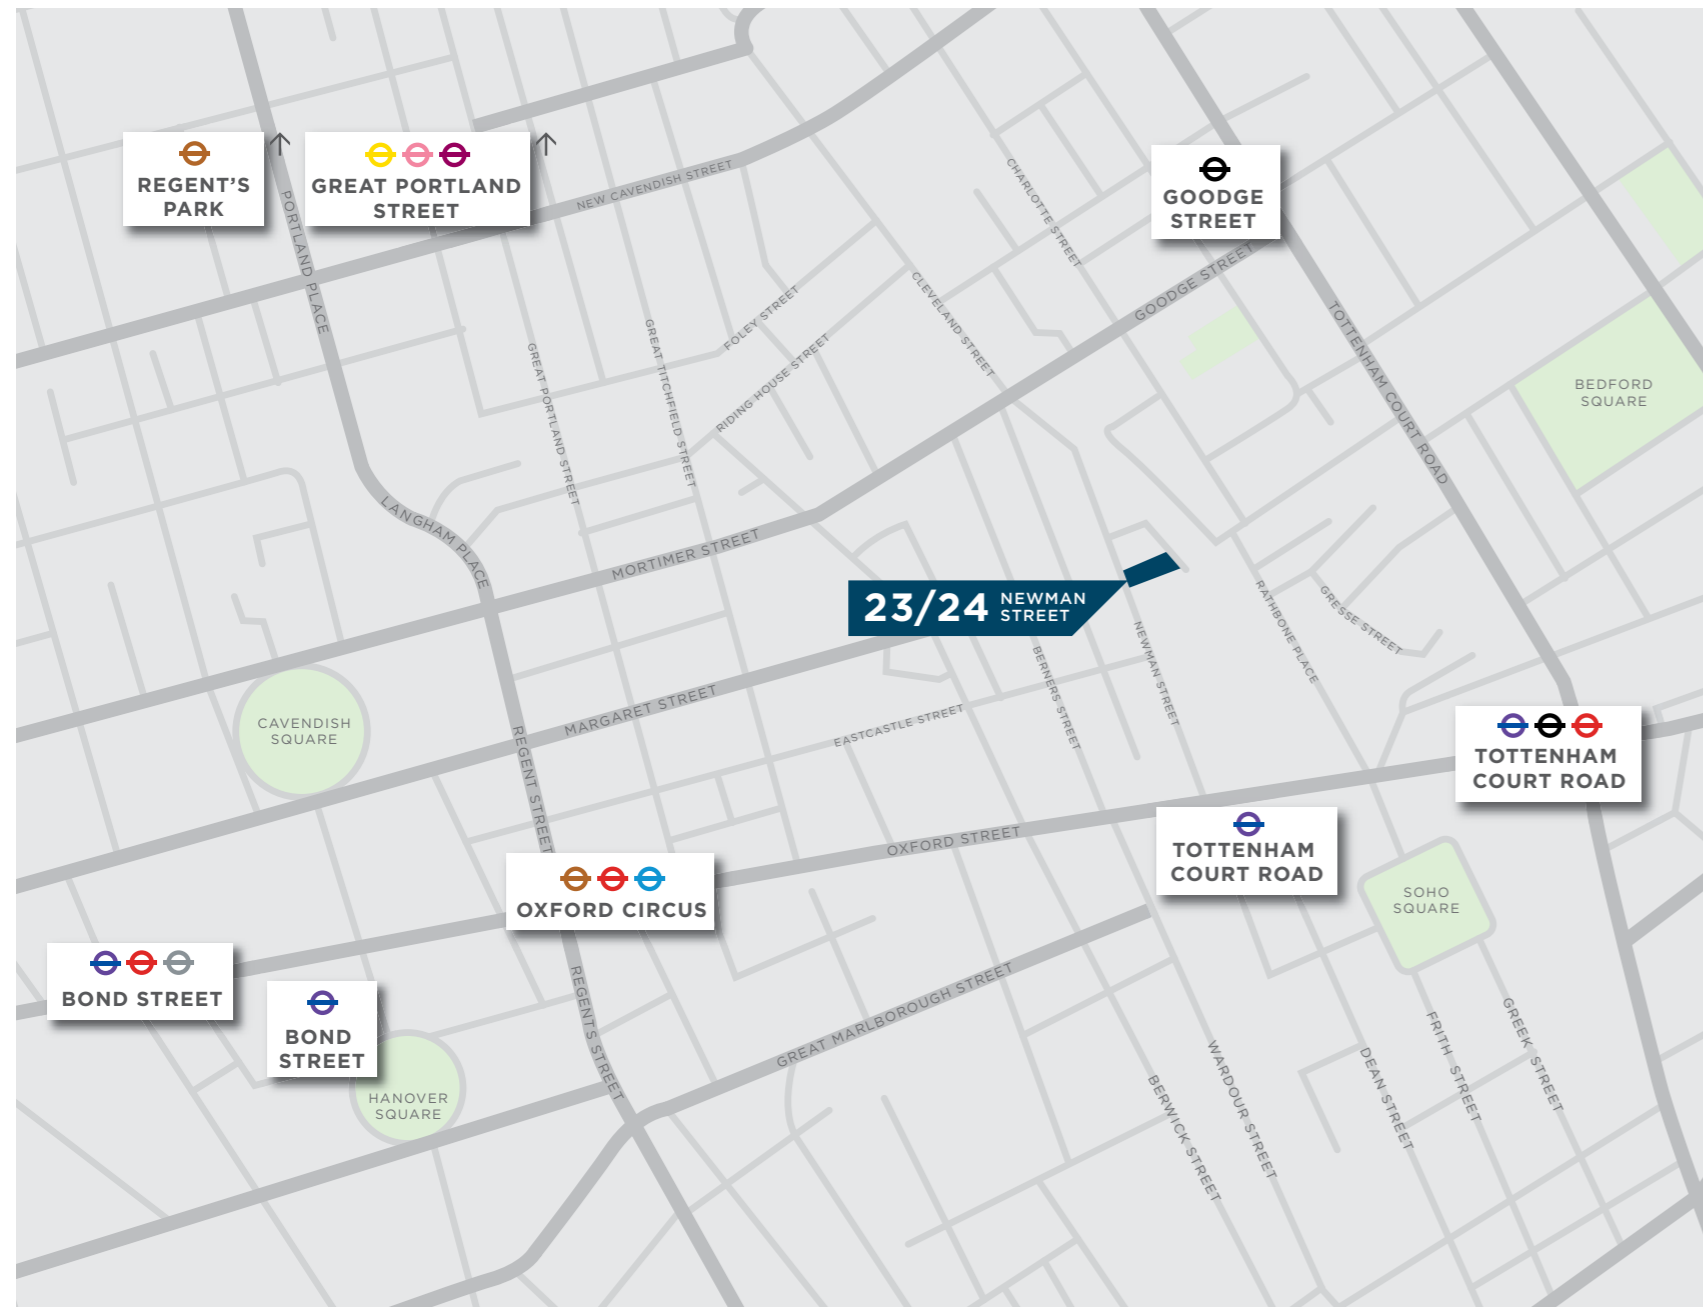 REGENT'S
PARK
GREAT PORTLAND
STREET
GOODGE
STREET
NEW CAVENDISH STREET
CHARLOTTE STREET
PORTLAND PLACE
GOODGE STREET
FOLEY STREET
CLEVELAND STREET
TOTTENHAM COURT ROAD
GREAT PORTLAND STREET
GREAT TITCHFIELD STREET
RIDING HOUSE STREET
BEDFORD
SQUARE
LANGHAM PLACE
MORTIMER STREET
23/24
NEWMAN
STREET
RATHBONE PLACE
GRESSE STREET
NEWMAN STREET
BERNERS STREET
CAVENDISH
SQUARE
MARGARET STREET
EASTCASTLE STREET
REGENT STREET
TOTTENHAM
COURT ROAD
OXFORD STREET
TOTTENHAM
COURT ROAD
SOHO
SQUARE
OXFORD CIRCUS
BOND STREET
BOND
STREET
REGENTS STREET
GREAT MARLBOROUGH STREET
HANOVER
SQUARE
BERWICK STREET
WARDOUR STREET
DEAN STREET
FRITH STREET
GREEK STREET